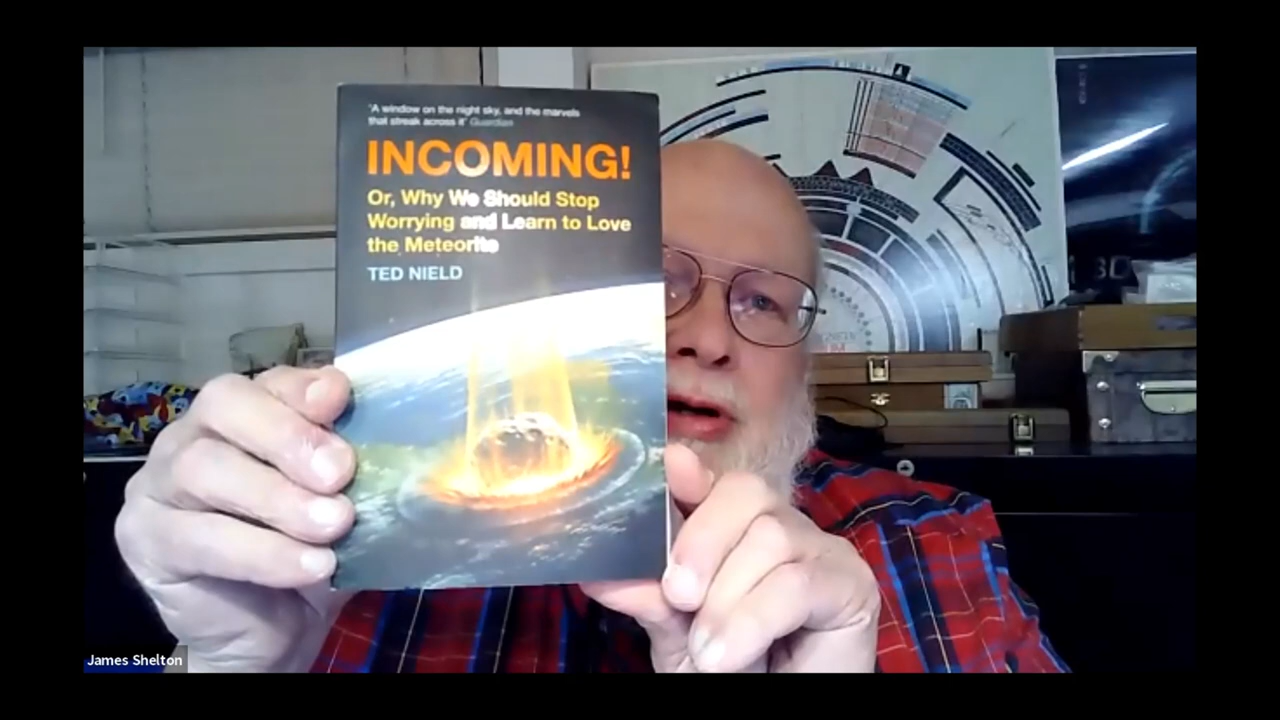 'A window on the night sky, and the marvels
that streak across it' Guardian
INCOMING!
Or, Why We Should Stop
Worrying and Learn to Love
the Meteorite
TED NIELD
James Shelton